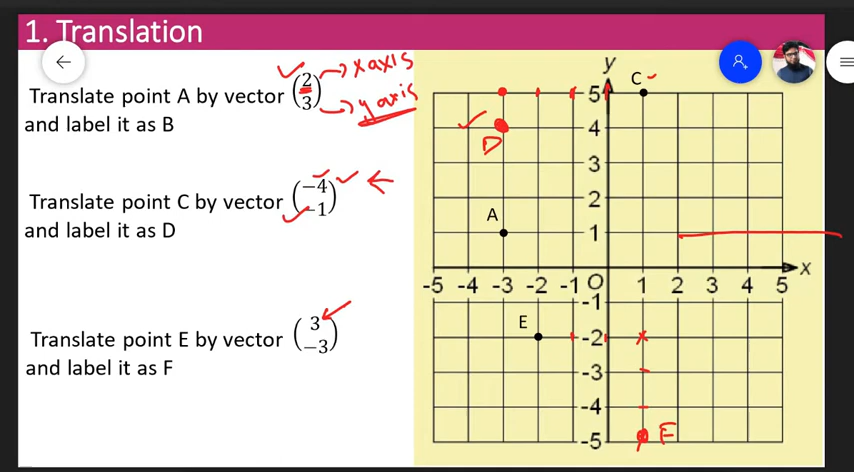 1. Translation
Translate point A by vector (2
3)
→ x axis
→ y axis
and label it as B
Translate point C by vector (-4
-1)
and label it as D
Translate point E by vector (3
-3)
and label it as F
y
C
5
D
4
3
2
A
1
O
x
-5 -4 -3 -2 -1 1 2 3 4 5
-1
E
-2
-3
-4
F
-5